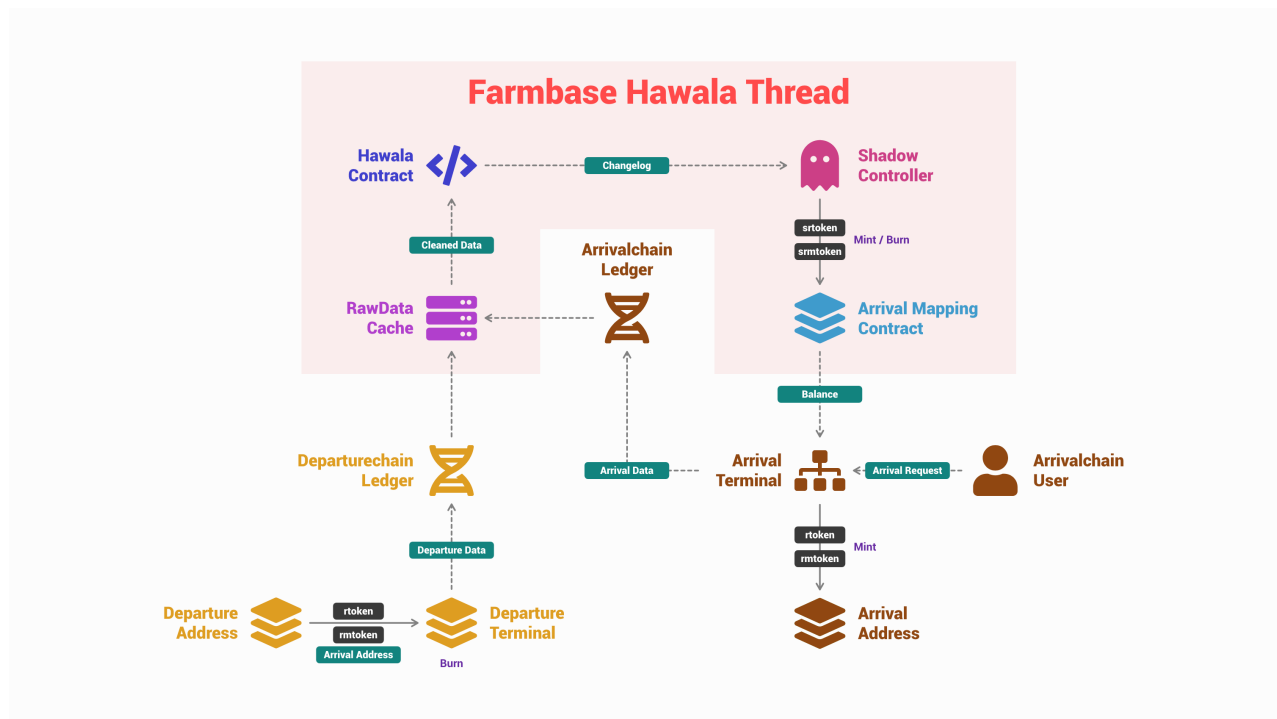 Farmbase Hawala Thread
Hawala
Contract
Changelog
Shadow
Controller
srtoken
srmtoken
Mint / Burn
Cleaned Data
Arrivalchain
Ledger
RawData
Cache
Arrival Mapping
Contract
Balance
Departurechain
Ledger
Arrival Data
Arrival
Terminal
Arrival Request
Arrivalchain
User
rtoken
rmtoken
Mint
Departure Data
Departure
Address
rtoken
rmtoken
Arrival Address
Departure
Terminal
Burn
Arrival
Address